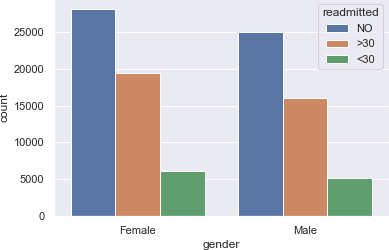 readmitted
NO
>30
<30
25000
20000
15000
10000
5000
0
count
Female
Male
gender